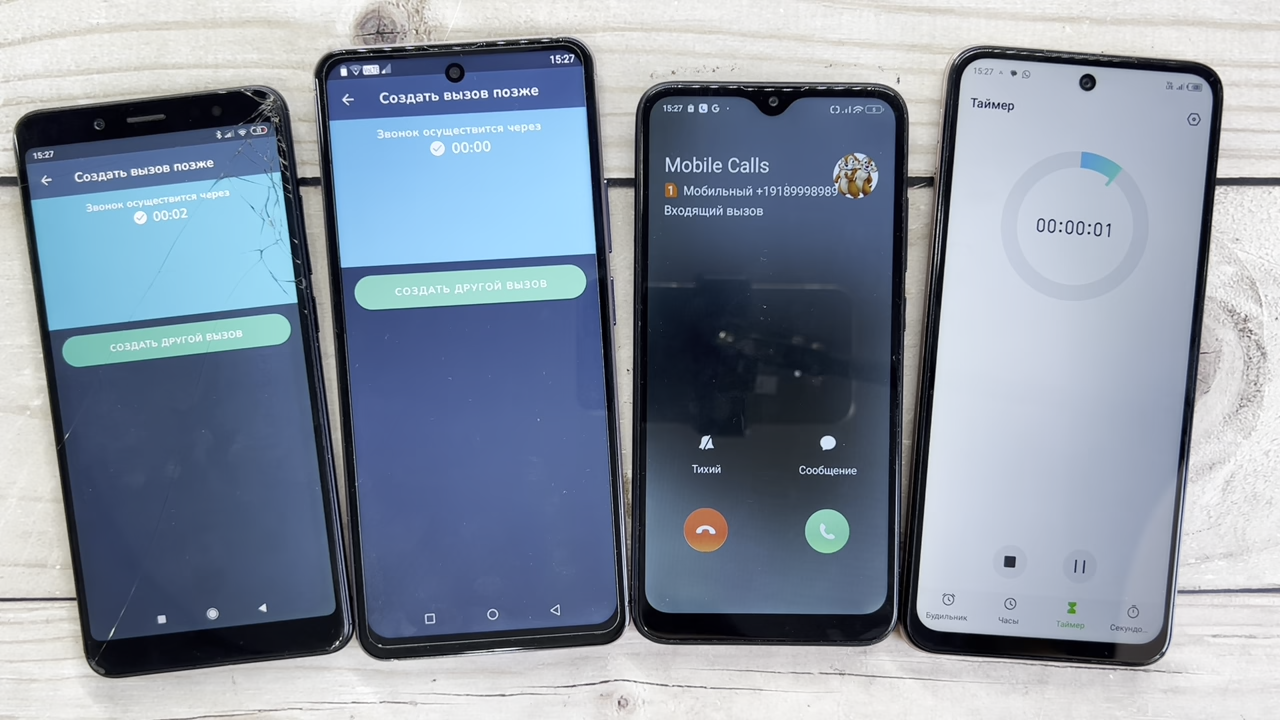 15:27
Создать вызов позже
Звонок осуществится через
00:02
СОЗДАТЬ ДРУГОЙ ВЫЗОВ
VoLTE
15:27
Создать вызов позже
Звонок осуществится через
00:00
СОЗДАТЬ ДРУГОЙ ВЫЗОВ
15:27
G
Mobile Calls
1 Мобильный +19189998989
Входящий вызов
Тихий
Сообщение
15:27
Таймер
00:00:01
Будильник
Часы
Таймер
Секундо...